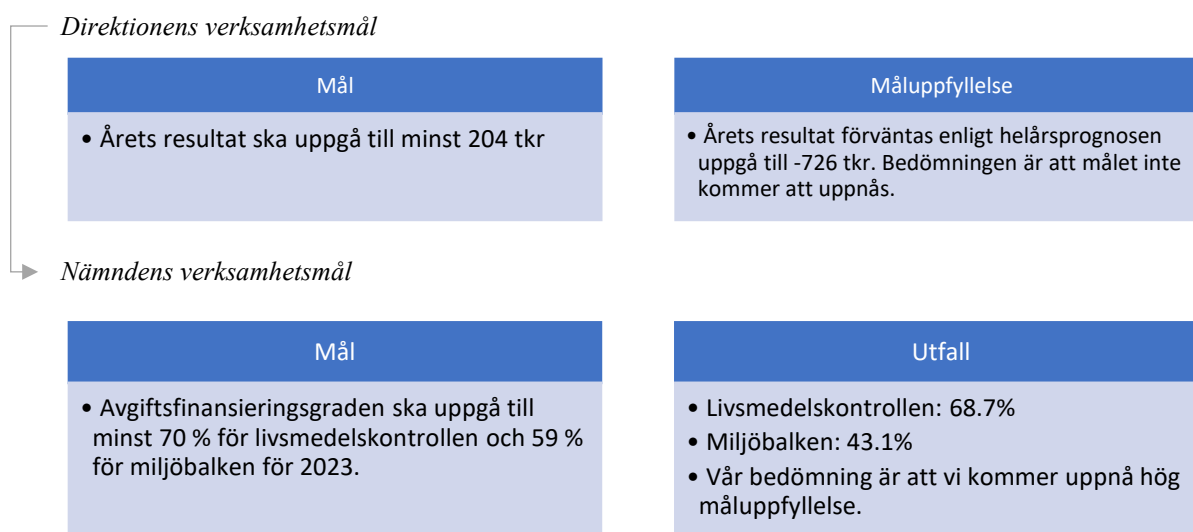 Direktionens verksamhetsmål
Mål
• Årets resultat ska uppgå till minst 204 tkr
Måluppfyllelse
• Årets resultat förväntas enligt helårsprognosen
uppgå till -726 tkr. Bedömningen är att målet inte
kommer att uppnås.
Nämndens verksamhetsmål
Mål
• Avgiftsfinansieringsgraden ska uppgå till
minst 70 % för livsmedelskontrollen och 59 %
för miljöbalken för 2023.
Utfall
• Livsmedelskontrollen: 68.7%
• Miljöbalken: 43.1%
• Vår bedömning är att vi kommer uppnå hög
måluppfyllelse.